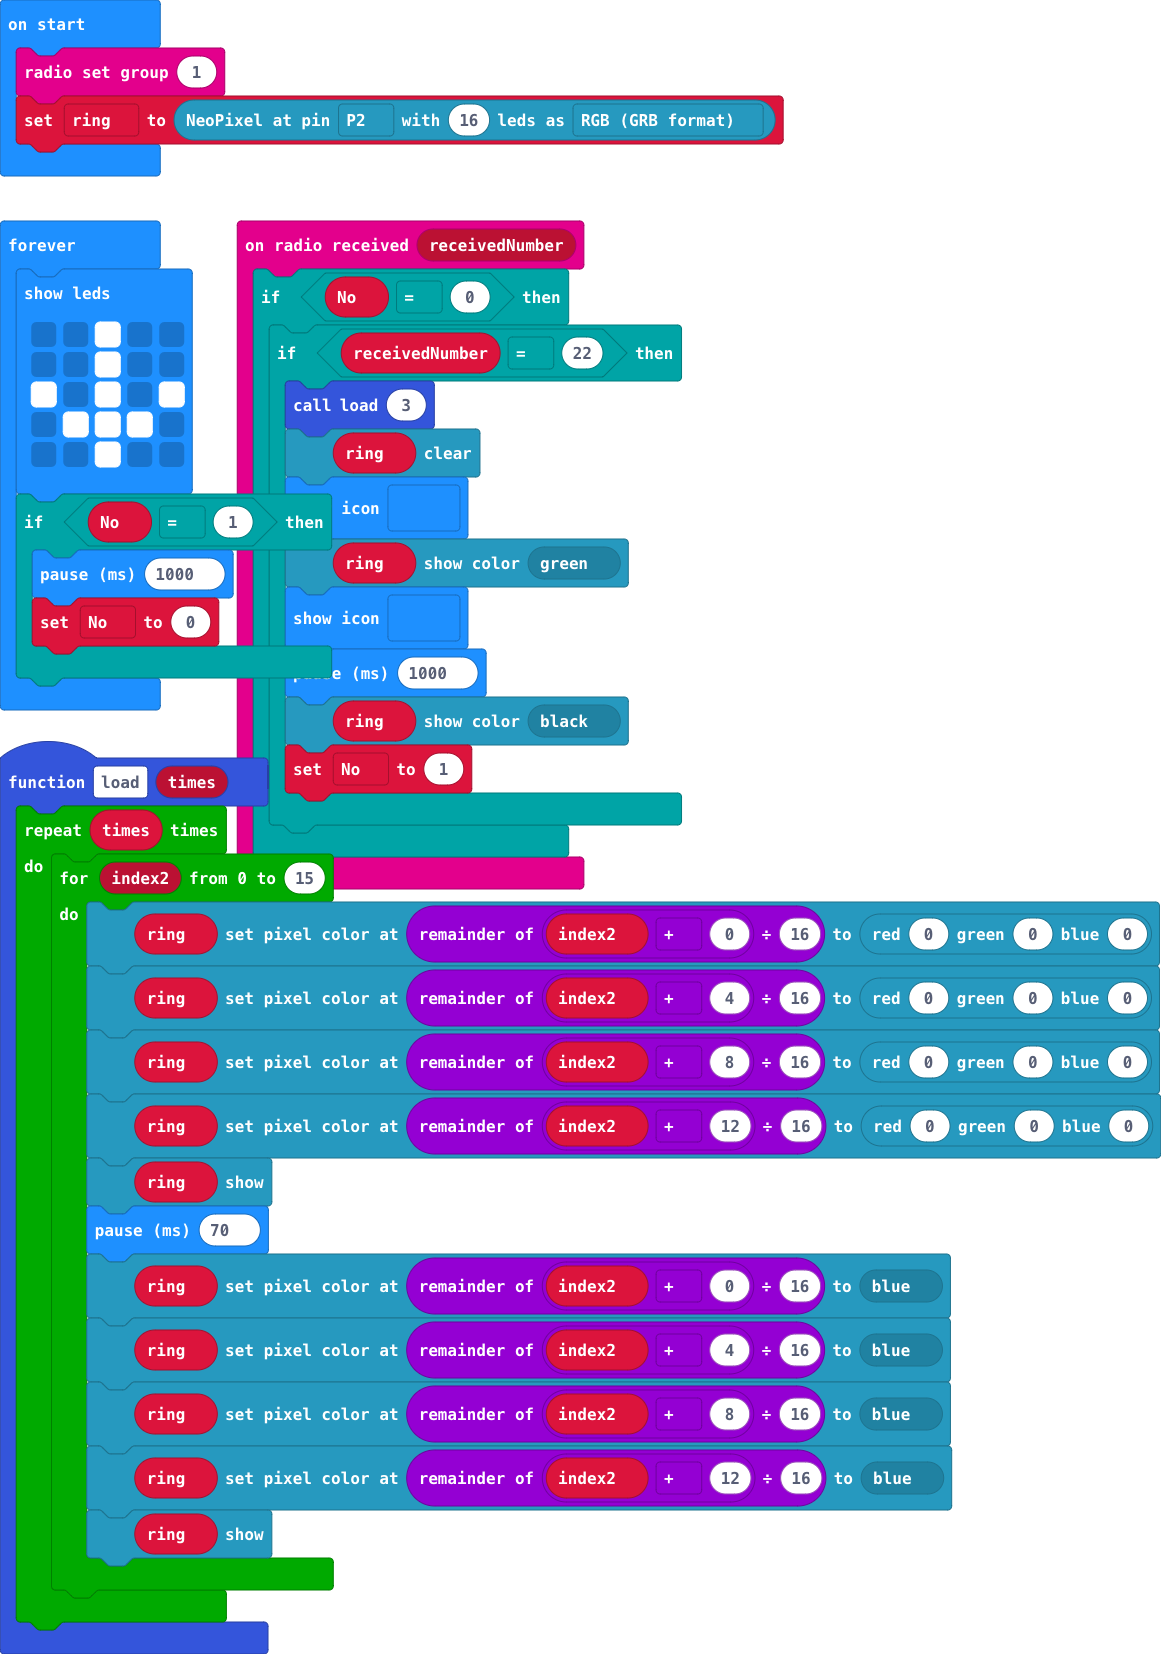 on start
radio set group 1
set ring to NeoPixel at pin P2 with 16 leds as RGB (GRB format)
forever
show leds
if No = 1 then
pause (ms) 1000
set No to 0
on radio received receivedNumber
if No = 0 then
if receivedNumber = 22 then
call load 3
ring clear
icon
ring show color green
show icon
(ms) 1000
ring show color black
set No to 1
function load times
repeat times times
do
for index2 from 0 to 15
do
ring set pixel color at remainder of index2 + 0 ÷ 16 to red 0 green 0 blue 0
ring set pixel color at remainder of index2 + 4 ÷ 16 to red 0 green 0 blue 0
ring set pixel color at remainder of index2 + 8 ÷ 16 to red 0 green 0 blue 0
ring set pixel color at remainder of index2 + 12 ÷ 16 to red 0 green 0 blue 0
ring show
pause (ms) 70
ring set pixel color at remainder of index2 + 0 ÷ 16 to blue
ring set pixel color at remainder of index2 + 4 ÷ 16 to blue
ring set pixel color at remainder of index2 + 8 ÷ 16 to blue
ring set pixel color at remainder of index2 + 12 ÷ 16 to blue
ring show